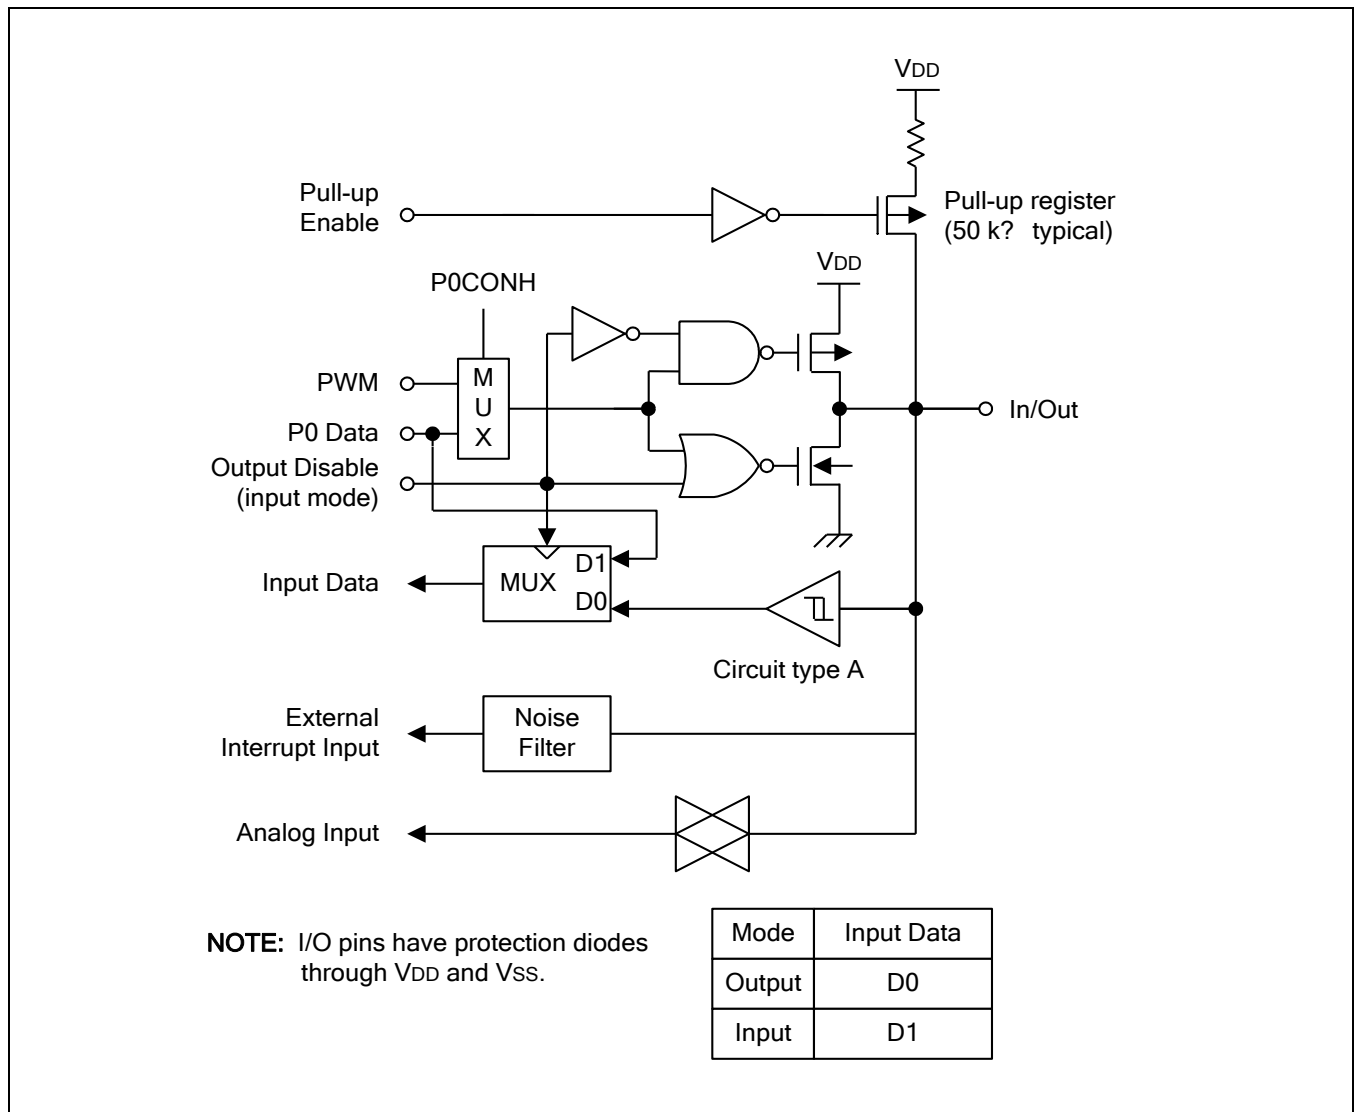 VDD
Pull-up
Enable
Pull-up register
(50 k? typical)
VDD
P0CONH
PWM
M
U
X
P0 Data
In/Out
Output Disable
(input mode)
Input Data
MUX
D1
D0
Circuit type A
External
Interrupt Input
Noise
Filter
Analog Input
NOTE: I/O pins have protection diodes
through VDD and VSS.
Mode Input Data
Output D0
Input D1